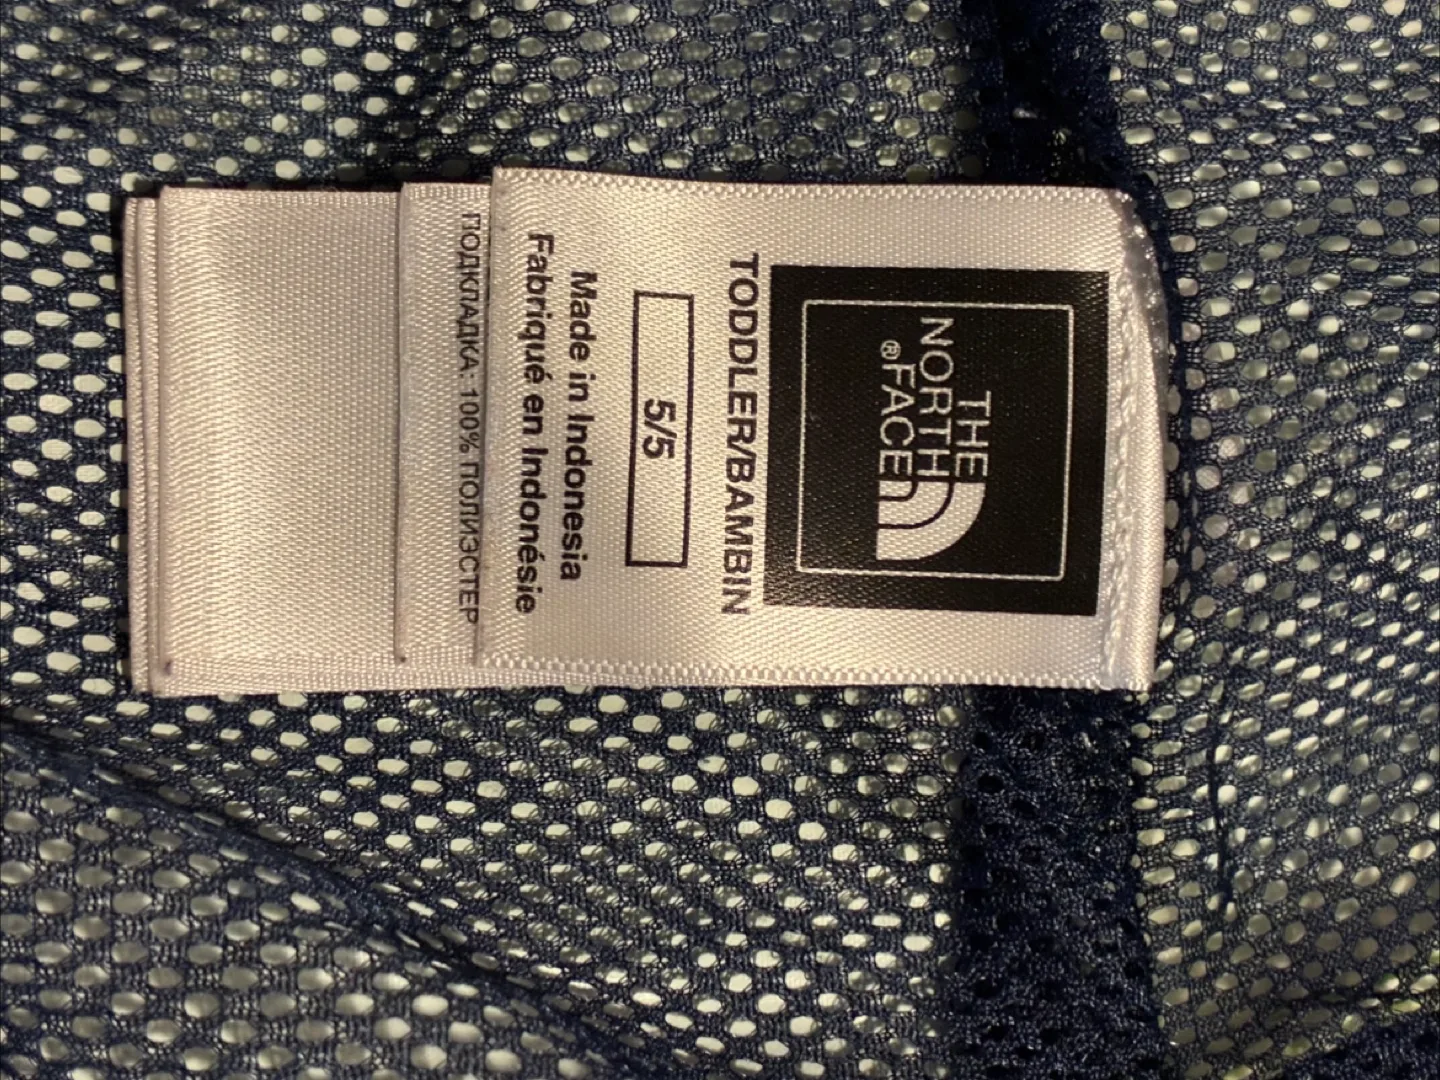 THE
NORTH
FACE®
TODDLER/BAMBIN
5/5
Made in Indonesia
Fabriqué en Indonésie
ПОДКЛАДКА: 100% ПОЛИЭСТЕР